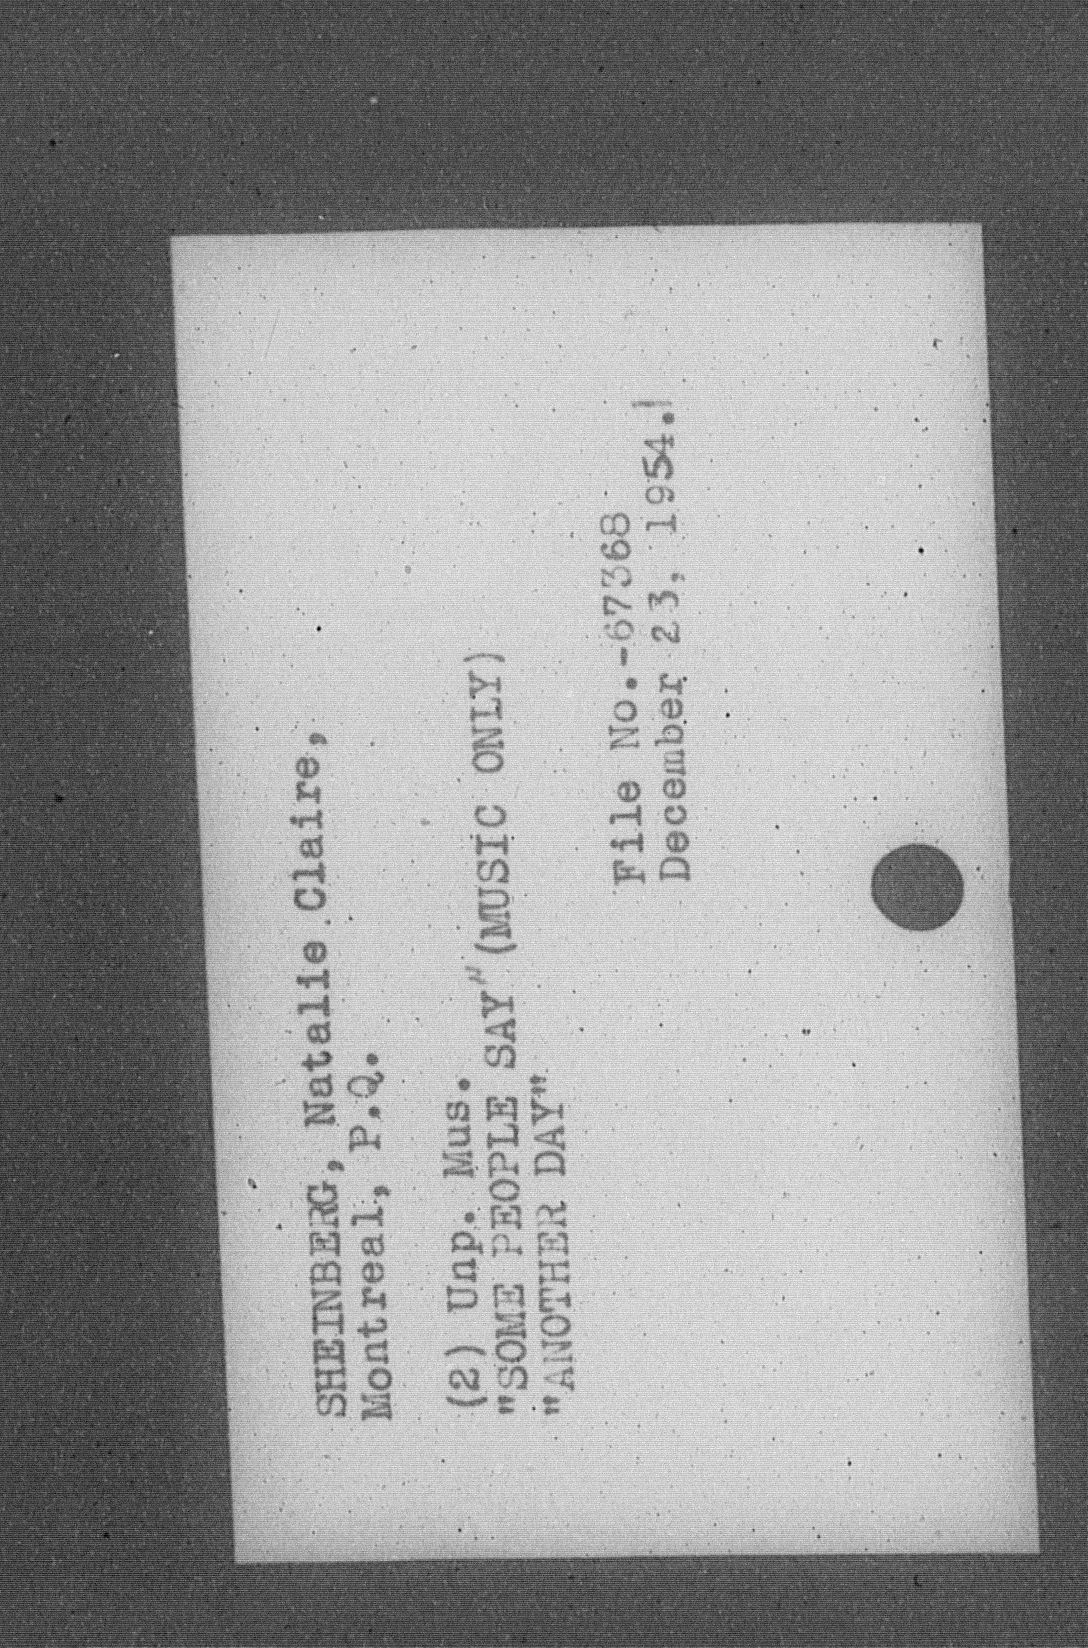 SHEINBERG, Natalie Claire,
Montreal, P.Q.
(2) Unp. Mus.
"SOME PEOPLE SAY" (MUSIC ONLY)
"ANOTHER DAY"
File No.-67368
December 23, 1954.